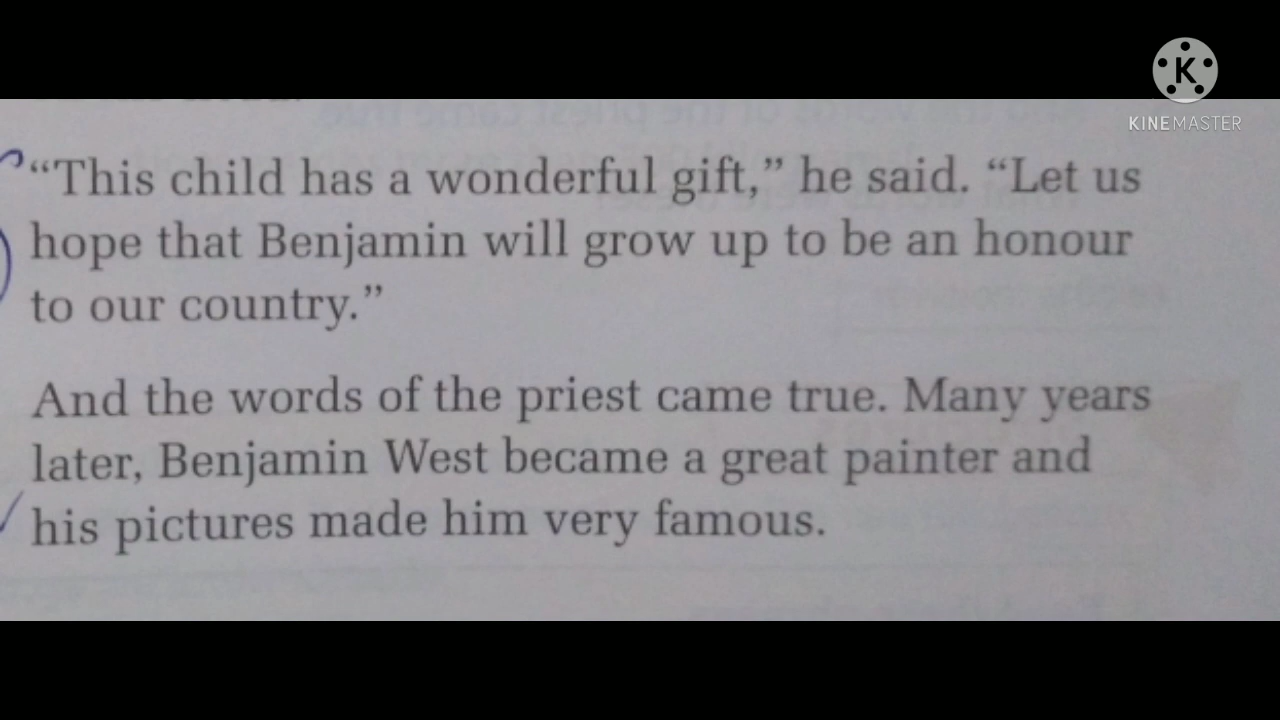 K
KINEMASTER
“This child has a wonderful gift,” he said. “Let us
hope that Benjamin will grow up to be an honour
to our country.”
And the words of the priest came true. Many years
later, Benjamin West became a great painter and
his pictures made him very famous.